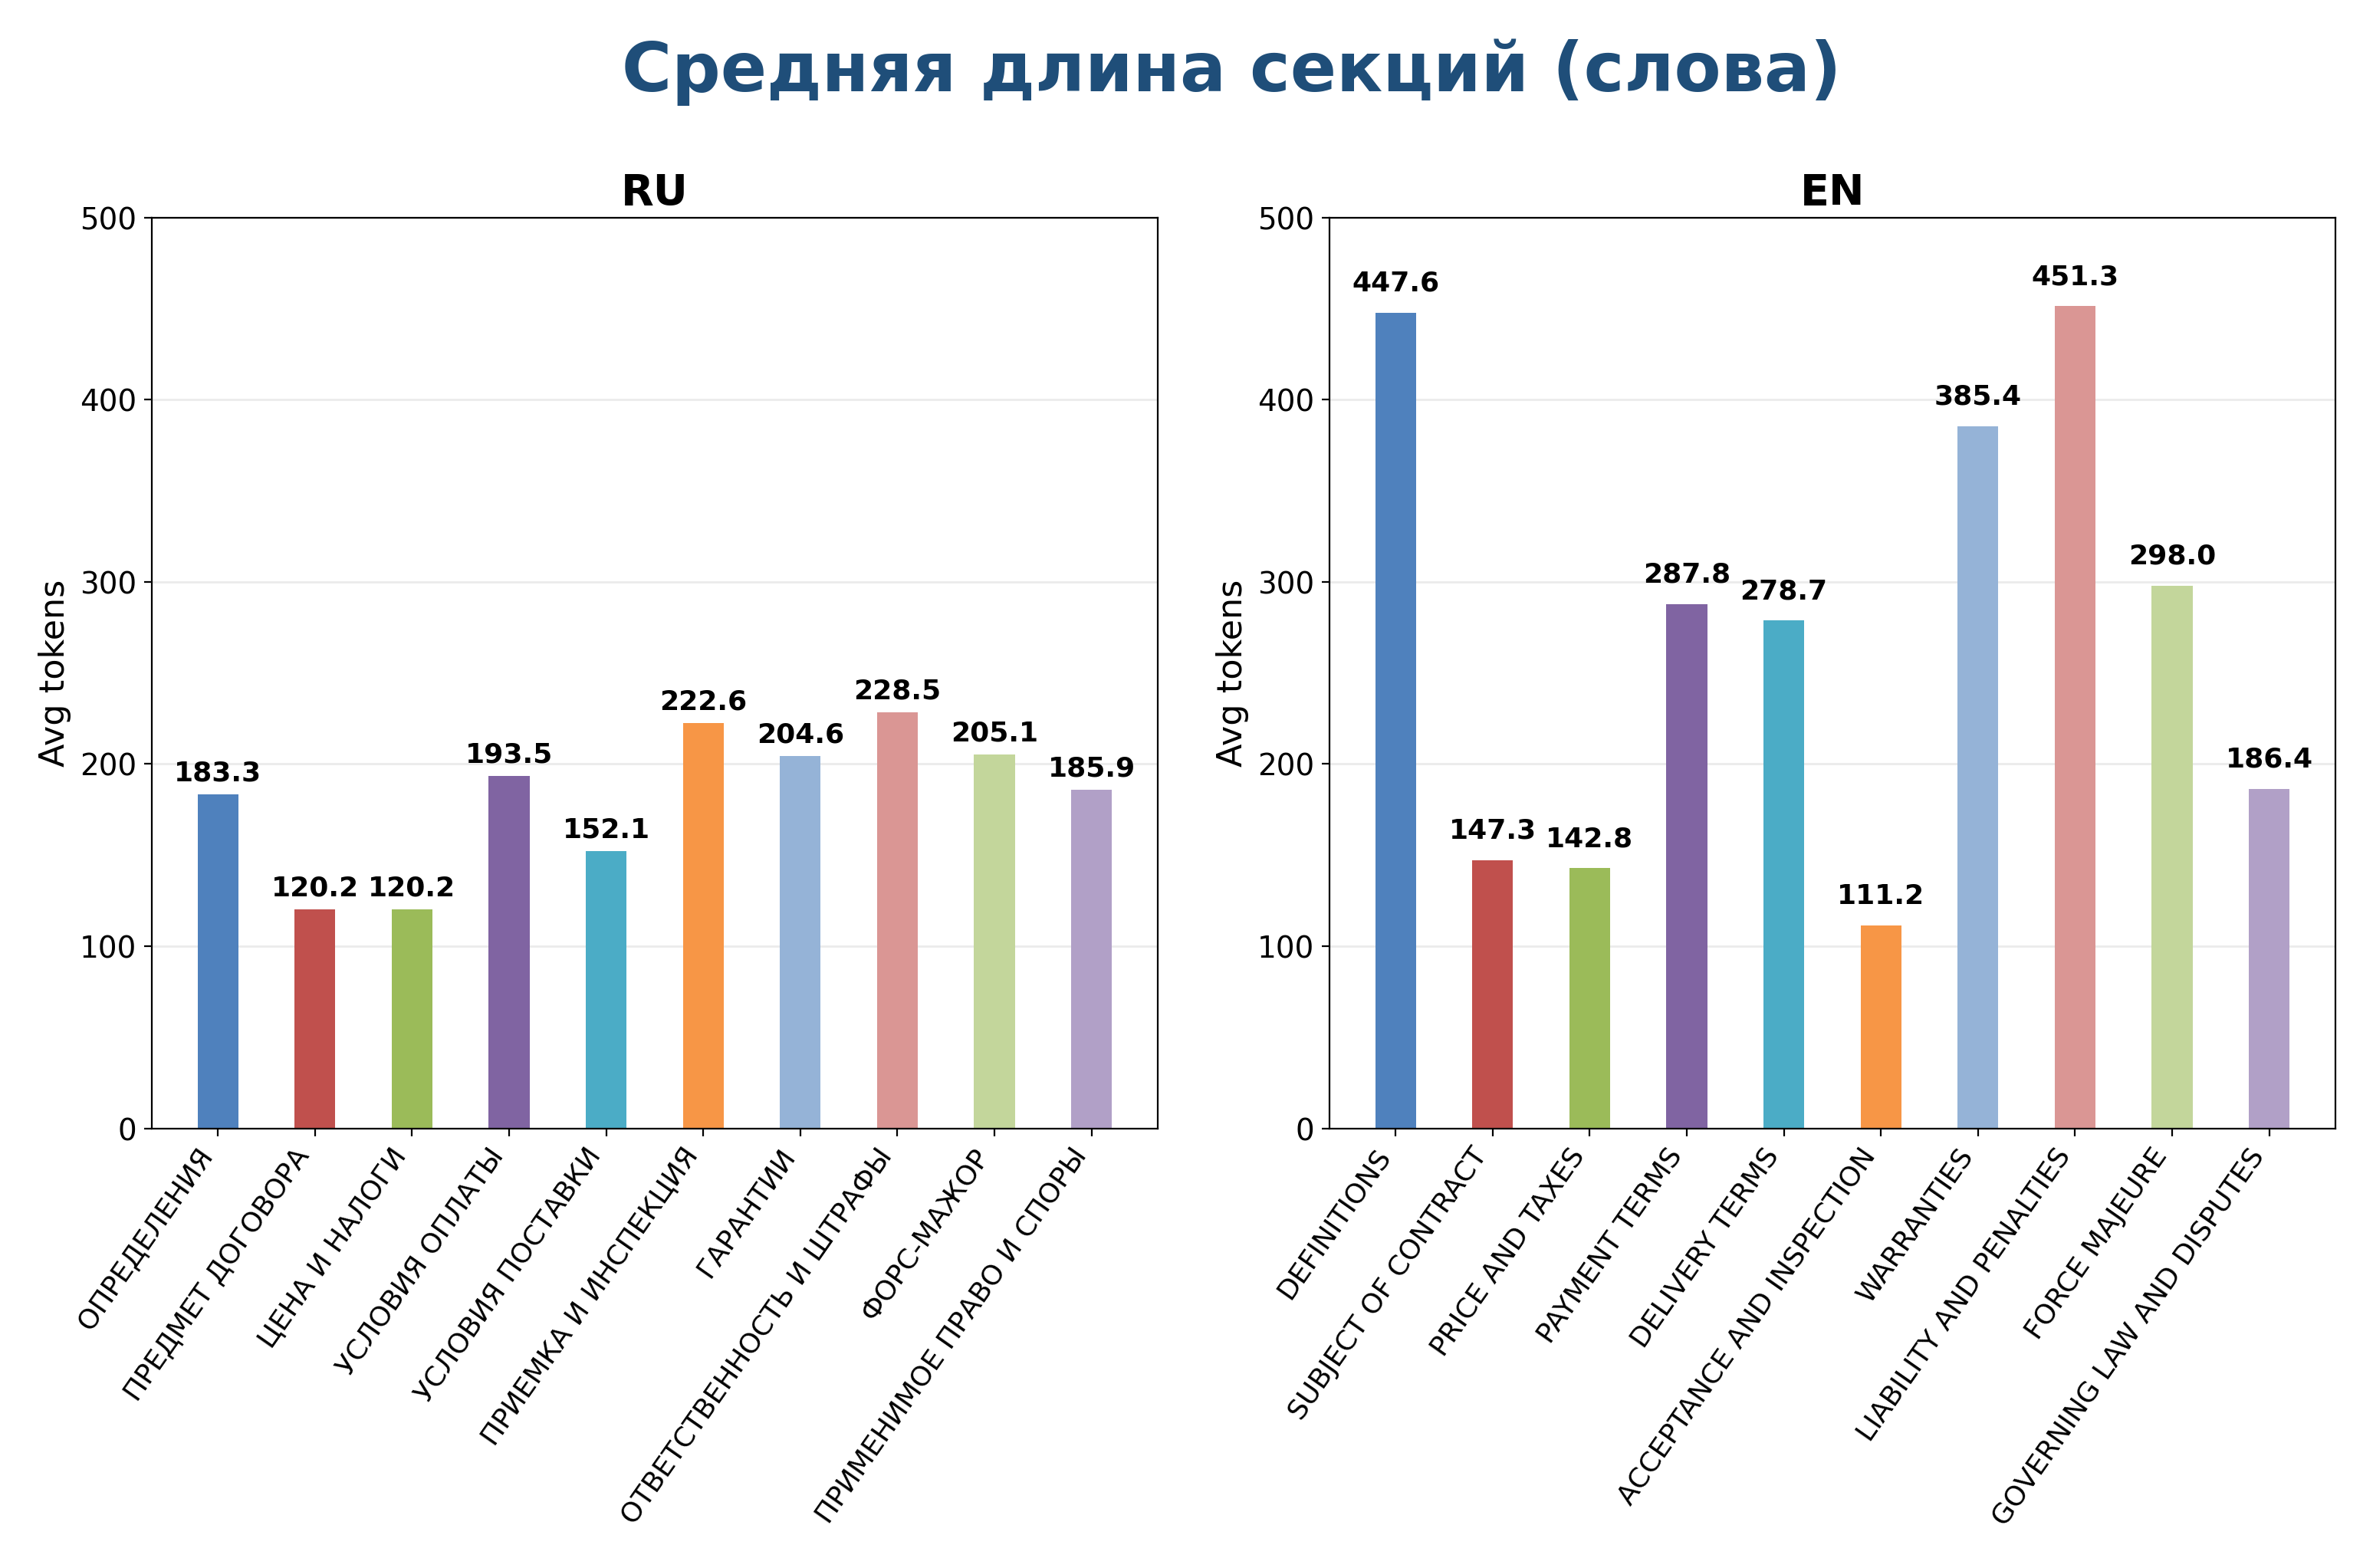 Средняя длина секций (слова)
RU
Avg tokens
500
400
300
200
100
0
183.3
120.2
120.2
193.5
152.1
222.6
204.6
228.5
205.1
185.9
ОПРЕДЕЛЕНИЯ
ПРЕДМЕТ ДОГОВОРА
ЦЕНА И НАЛОГИ
УСЛОВИЯ ОПЛАТЫ
УСЛОВИЯ ПОСТАВКИ
ПРИЕМКА И ИНСПЕКЦИЯ
ГАРАНТИИ
ОТВЕТСТВЕННОСТЬ И ШТРАФЫ
ФОРС-МАЖОР
ПРИМЕНИМОЕ ПРАВО И СПОРЫ
EN
Avg tokens
500
400
300
200
100
0
447.6
147.3
142.8
287.8
278.7
111.2
385.4
451.3
298.0
186.4
DEFINITIONS
SUBJECT OF CONTRACT
PRICE AND TAXES
PAYMENT TERMS
DELIVERY TERMS
ACCEPTANCE AND INSPECTION
WARRANTIES
LIABILITY AND PENALTIES
FORCE MAJEURE
GOVERNING LAW AND DISPUTES